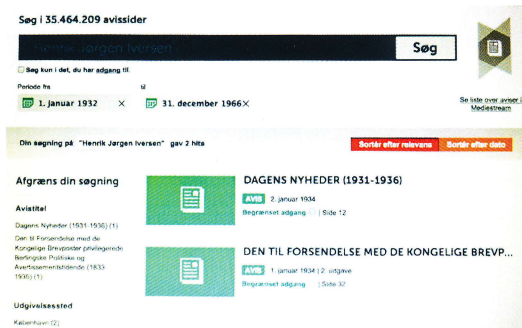 Søg i 35.464.209 avissider
Henrik Jørgen Iversen
Søg
Søg kun i det, du har adgang til.
Periode fra
til
1. januar 1932 ×
31. december 1966 ×
Se liste over aviser i
Mediestream
Din søgning på "Henrik Jørgen Iversen" gav 2 hits
Sortér efter relevans
Sortér efter dato
Afgræns din søgning
Avistitel
Dagens Nyheder (1931-1936) (1)
Den til Forsendelse med de
Kongelige Brevposter privilegerede
Berlingske Politiske og
Avertissementstidende (1833-
1935) (1)
Udgivelsessted
København (2)
DAGENS NYHEDER (1931-1936)
AVIS 2. januar 1934
Begrænset adgang | Side 12
DEN TIL FORSENDELSE MED DE KONGELIGE BREVP...
AVIS 1. januar 1934 | 2. udgave
Begrænset adgang | Side 32